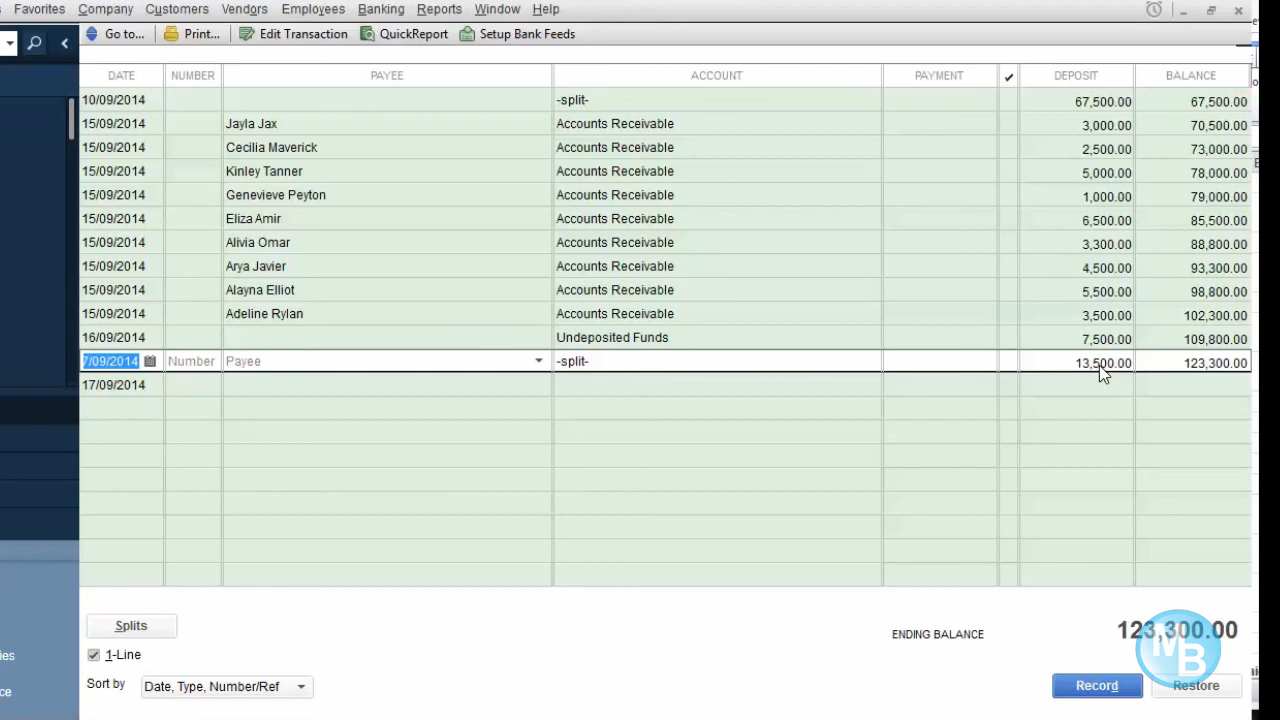 Favorites Company Customers Vendors Employees Banking Reports Window Help
Go to... Print... Edit Transaction QuickReport Setup Bank Feeds
DATE NUMBER PAYEE ACCOUNT PAYMENT ✓ DEPOSIT BALANCE
10/09/2014 -split- 67,500.00 67,500.00
15/09/2014 Jayla Jax Accounts Receivable 3,000.00 70,500.00
15/09/2014 Cecilia Maverick Accounts Receivable 2,500.00 73,000.00
15/09/2014 Kinley Tanner Accounts Receivable 5,000.00 78,000.00
15/09/2014 Genevieve Peyton Accounts Receivable 1,000.00 79,000.00
15/09/2014 Eliza Amir Accounts Receivable 6,500.00 85,500.00
15/09/2014 Alivia Omar Accounts Receivable 3,300.00 88,800.00
15/09/2014 Arya Javier Accounts Receivable 4,500.00 93,300.00
15/09/2014 Alayna Elliot Accounts Receivable 5,500.00 98,800.00
15/09/2014 Adeline Rylan Accounts Receivable 3,500.00 102,300.00
16/09/2014 Undeposited Funds 7,500.00 109,800.00
7/09/2014 Number Payee -split- 13,500.00 123,300.00
17/09/2014
Splits
ENDING BALANCE 123,300.00
1-Line
MB
Sort by Date, Type, Number/Ref
Record Restore